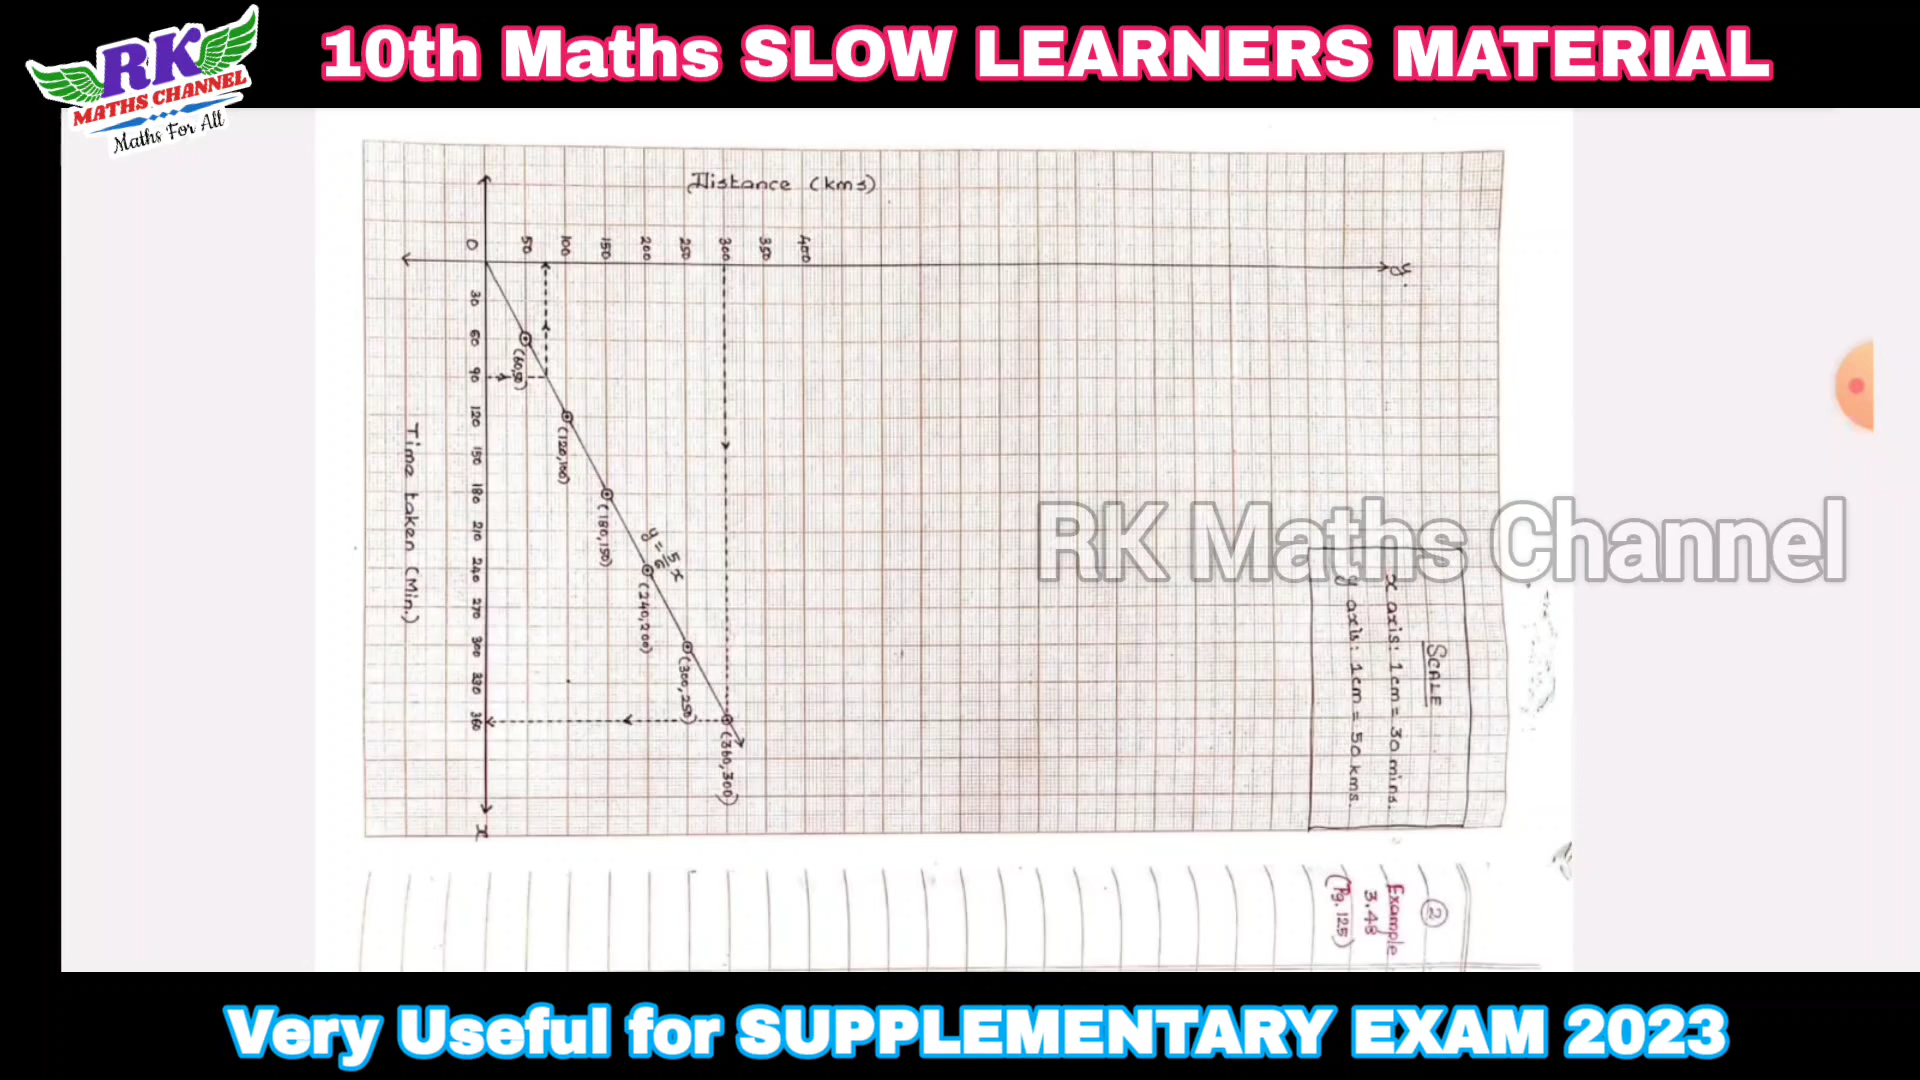 10th Maths SLOW LEARNERS MATERIAL
RK
MATHS CHANNEL
Maths For All
Distance (kms)
y
0
50
100
150
200
250
300
350
400
30
60
90
120
150
180
210
240
270
300
330
360
x
Time taken (Min.)
(60,50)
(120,100)
(180,150)
(240,200)
(300,250)
(360,300)
y = 5/6 x
SCALE
x axis: 1cm = 30 mins.
y axis: 1cm = 50 kms.
RK Maths Channel
2
Example
3.48
(Pg. 125)
Very Useful for SUPPLEMENTARY EXAM 2023